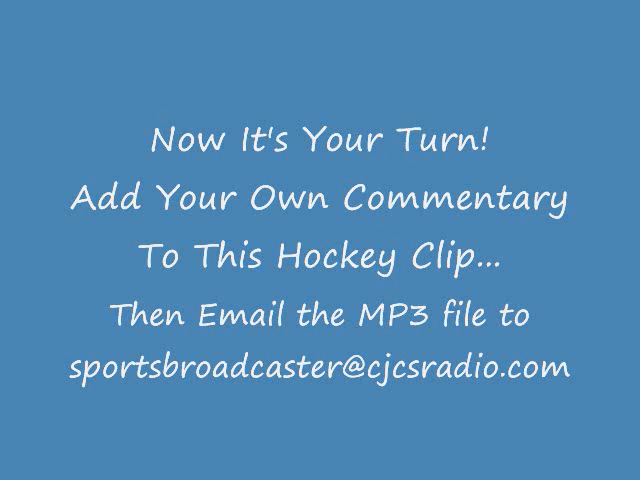 Now It's Your Turn!
Add Your Own Commentary
To This Hockey Clip...
Then Email the MP3 file to
sportsbroadcaster@cjcsradio.com